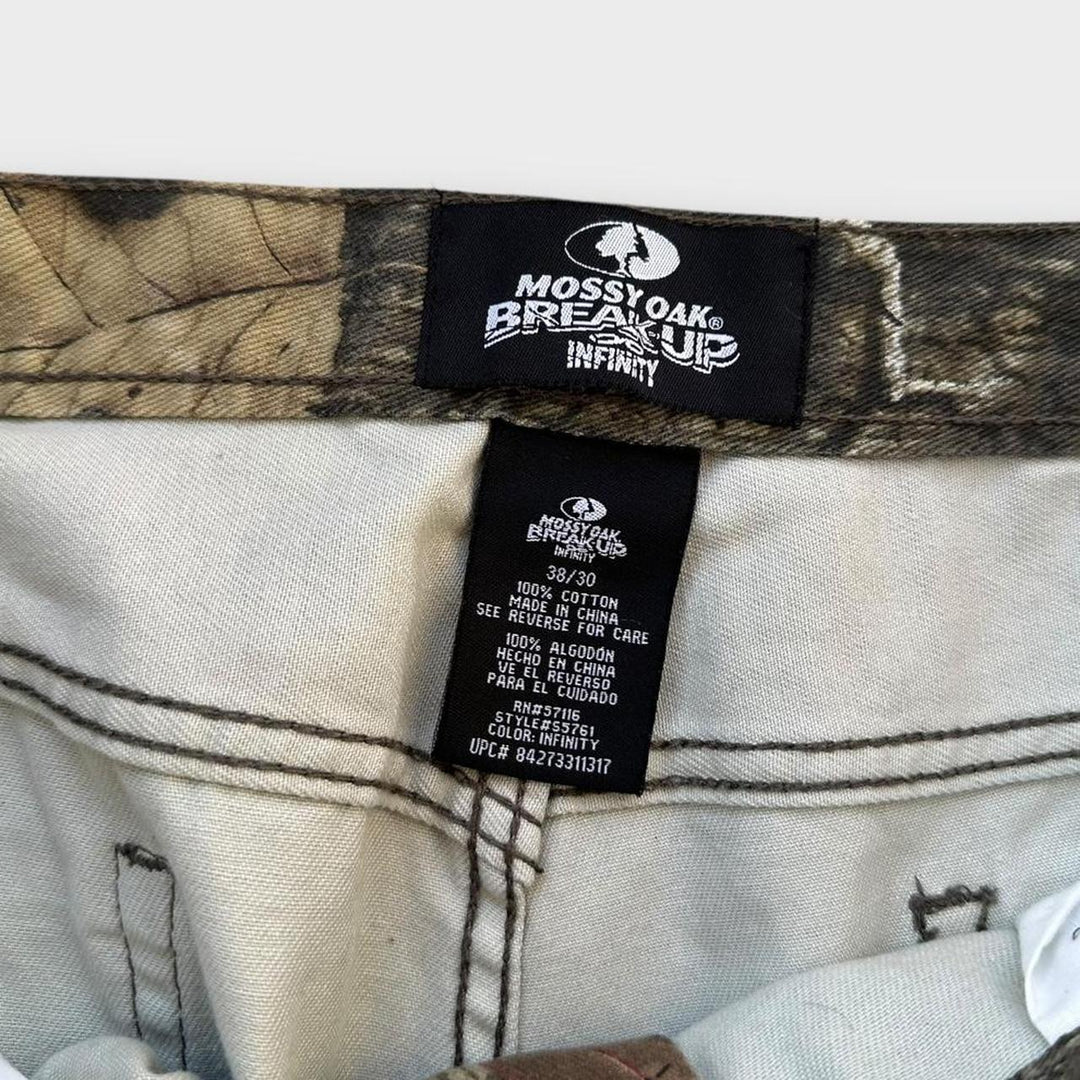 MOSSY OAK®
BREAK-UP
INFINITY
MOSSY OAK
BREAK-UP
INFINITY
38/30
100% COTTON
MADE IN CHINA
SEE REVERSE FOR CARE
100% ALGODÓN
HECHO EN CHINA
VE EL REVERSO
PARA EL CUIDADO
RN#57116
STYLE#S5761
COLOR: INFINITY
UPC# 84273311317